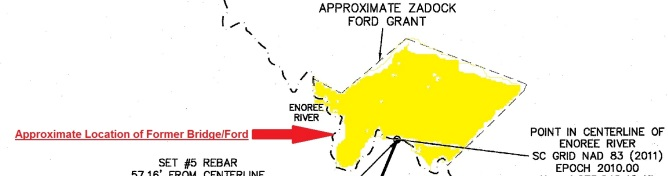 APPROXIMATE ZADOCK
FORD GRANT
ENOREE
RIVER
Approximate Location of Former Bridge/Ford
POINT IN CENTERLINE OF
ENOREE RIVER
SC GRID NAD 83 (2011)
EPOCH 2010.00
SET #5 REBAR
57.16' FROM CENTERLINE